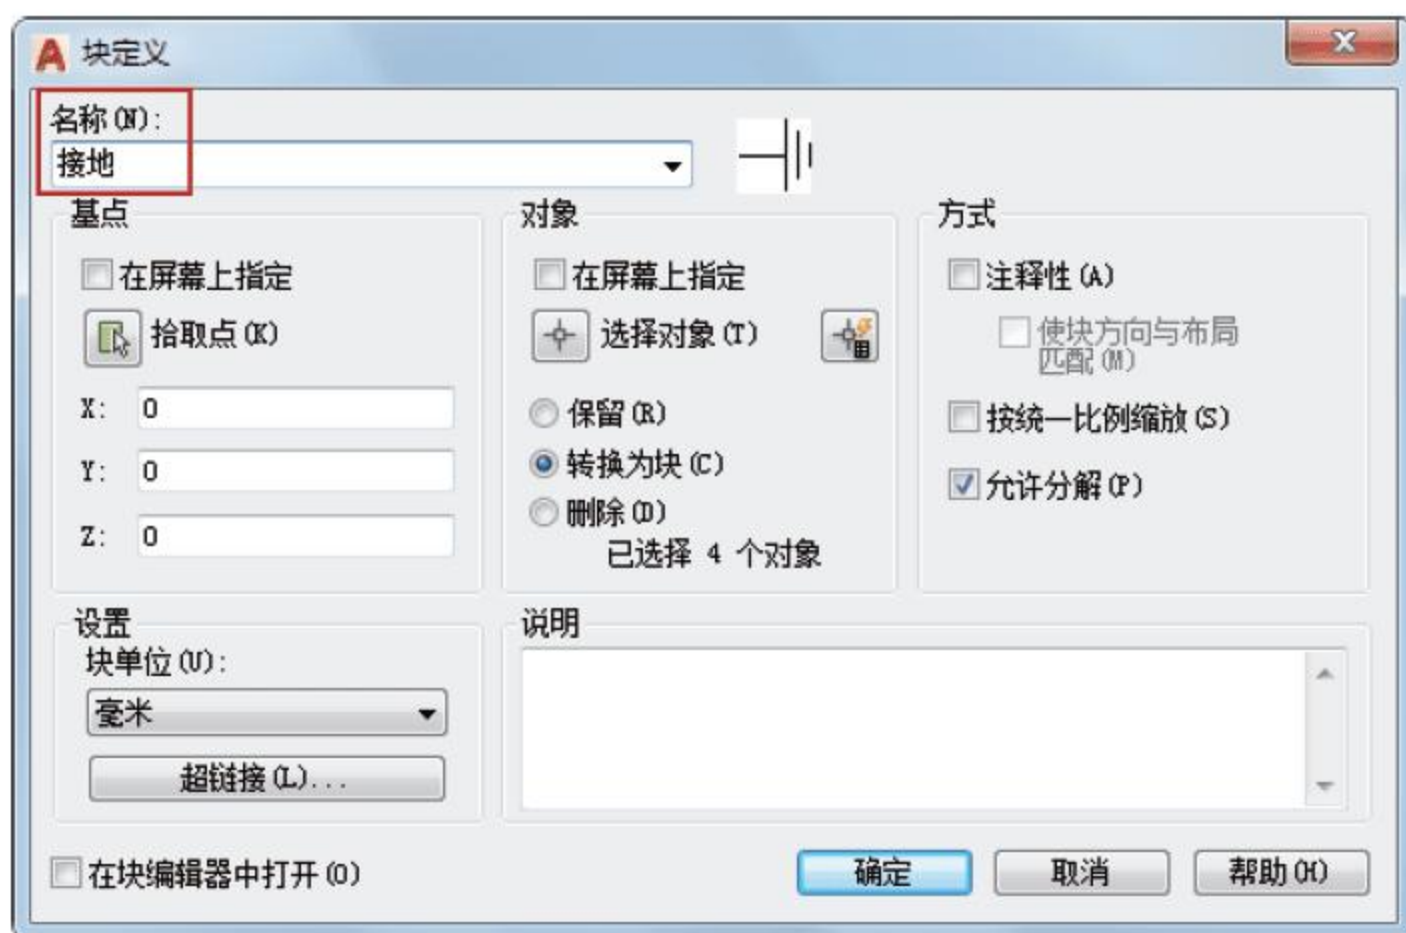 块定义
名称(N):
接地
基点
在屏幕上指定
拾取点(K)
X: 0
Y: 0
Z: 0
对象
在屏幕上指定
选择对象(T)
保留(R)
转换为块(C)
删除(D)
已选择 4 个对象
方式
注释性(A)
使块方向与布局
匹配(M)
按统一比例缩放(S)
允许分解(P)
设置
块单位(U):
毫米
超链接(L)...
说明
在块编辑器中打开(O)
确定
取消
帮助(H)